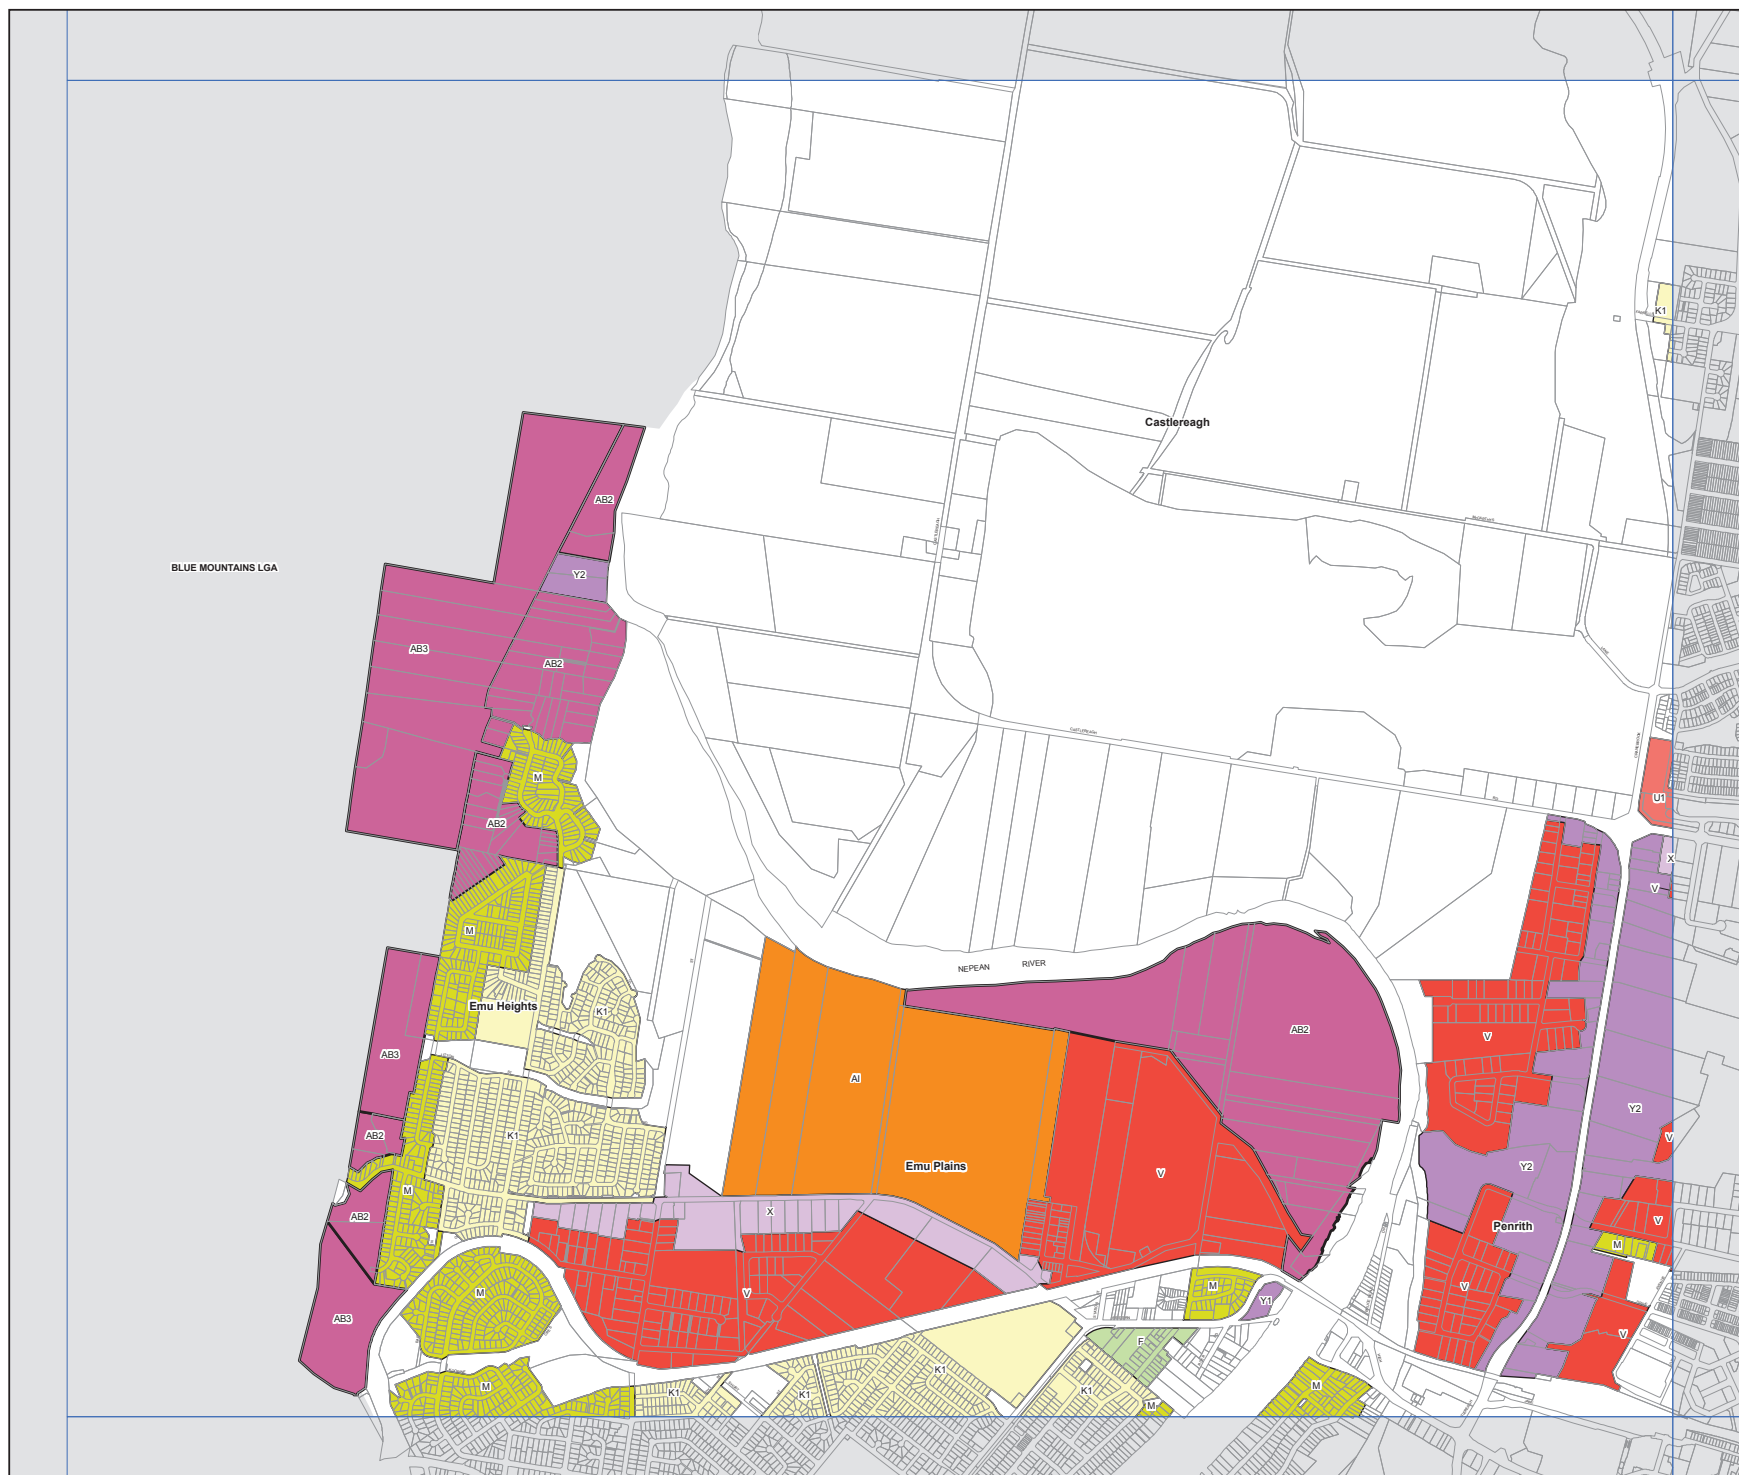 K1
Castlereagh
AB2
BLUE MOUNTAINS LGA
Y2
AB3
AB2
CASTLEREAGH
M
U1
AB2
X
V
M
NEPEAN RIVER
Emu Heights
K1
AB2
V
AB3
AI
Y2
K1
AB2
V
Emu Plains
V
Y2
M
AB2
X
Penrith
V
M
M
M
V
V
Y1
AB3
F
V
K1
M
K1
K1
K1
M
M